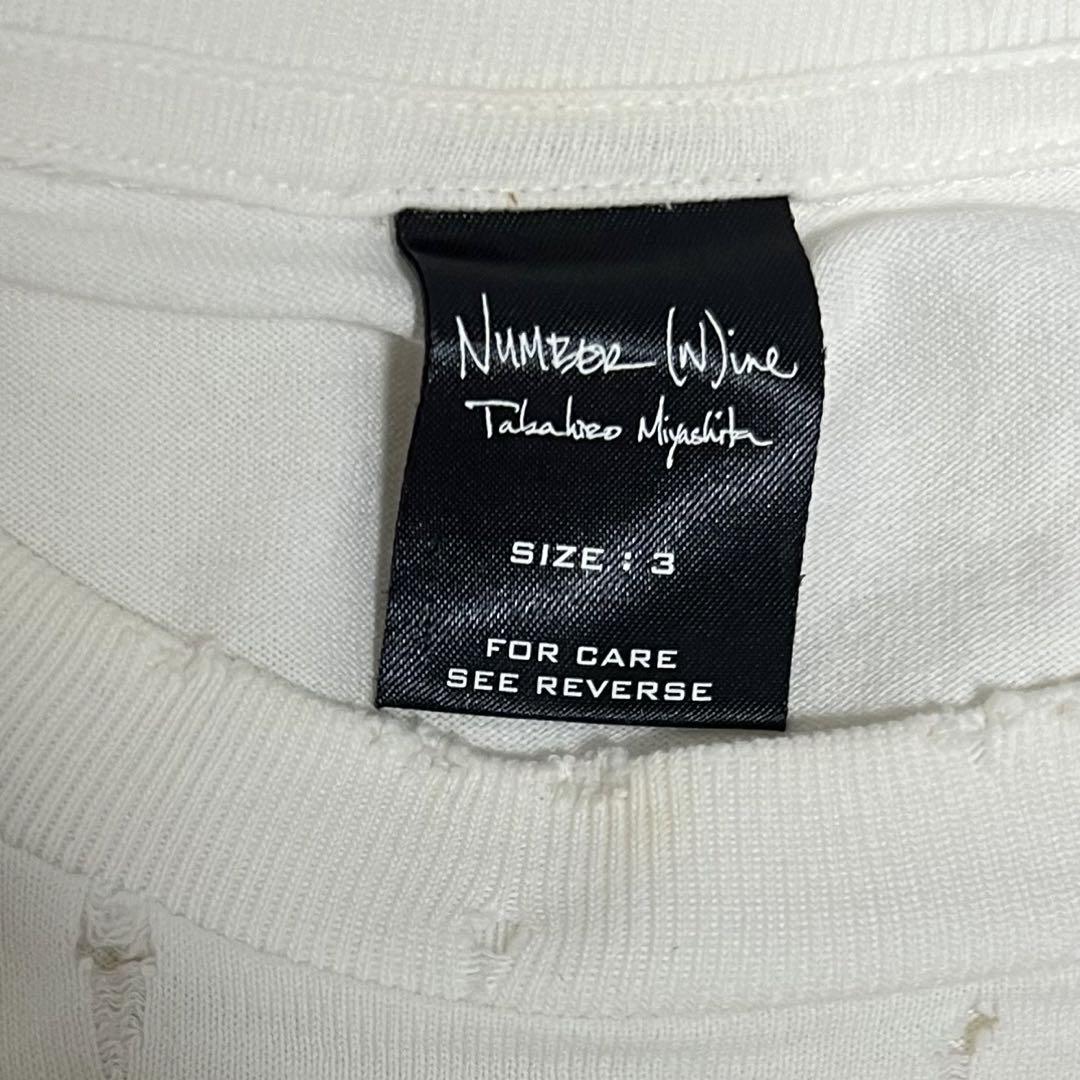 NUMBER (N)ine
Takahiro Miyashita
SIZE : 3
FOR CARE
SEE REVERSE